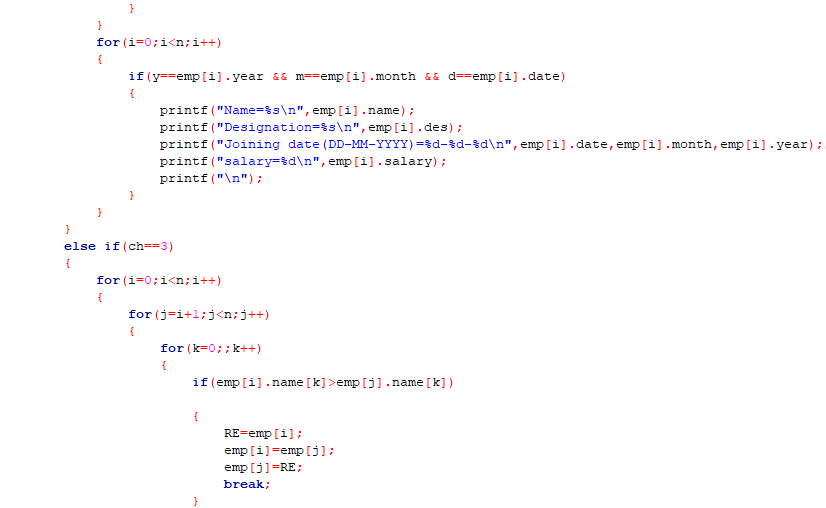 }
}
for(i=0;i<n;i++)
{
if(y==emp[i].year && m==emp[i].month && d==emp[i].date)
{
printf("Name=%s\n",emp[i].name);
printf("Designation=%s\n",emp[i].des);
printf("Joining date(DD-MM-YYYY)=%d-%d-%d\n",emp[i].date,emp[i].month,emp[i].year);
printf("salary=%d\n",emp[i].salary);
printf("\n");
}
}
}
else if(ch==3)
{
for(i=0;i<n;i++)
{
for(j=i+1;j<n;j++)
{
for(k=0;;k++)
{
if(emp[i].name[k]>emp[j].name[k])
{
RE=emp[i];
emp[i]=emp[j];
emp[j]=RE;
break;
}